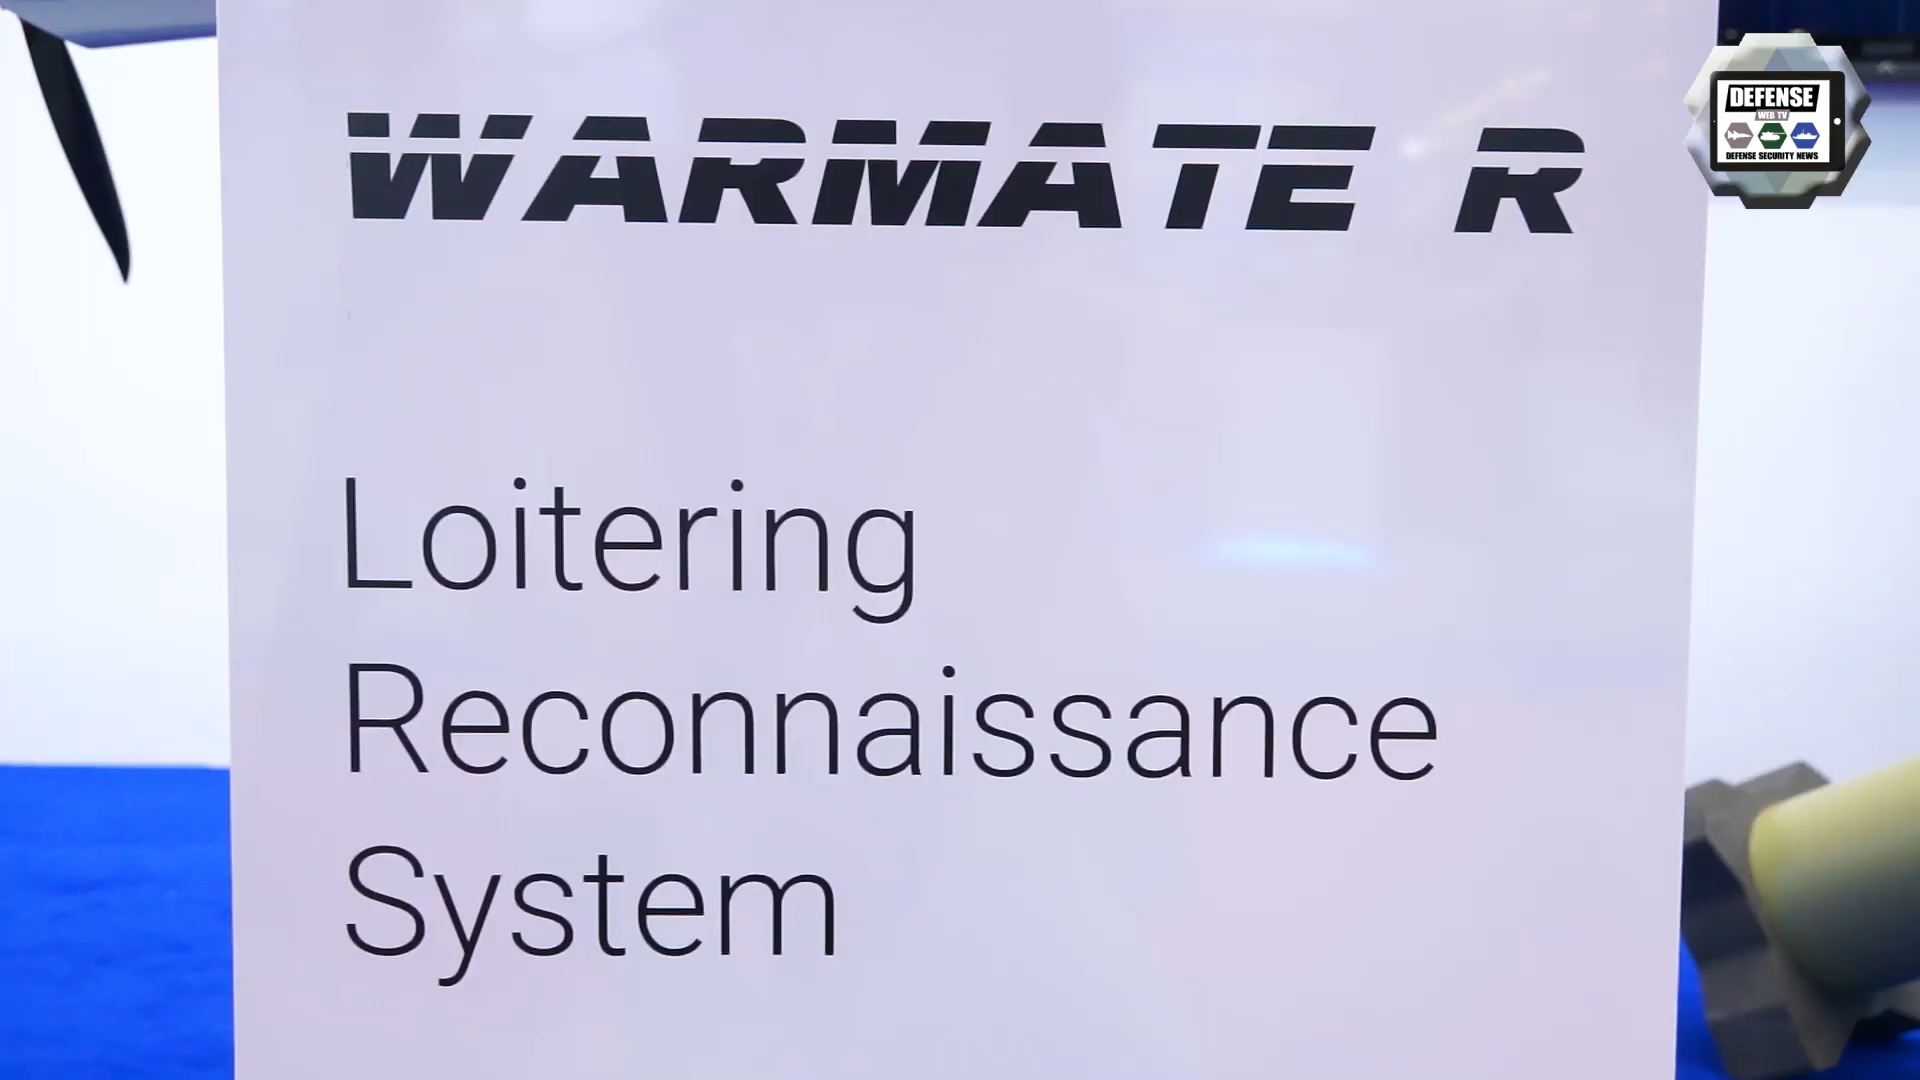 WARMATE R
Loitering
Reconnaissance
System
DEFENSE
WEB TV
DEFENSE SECURITY NEWS